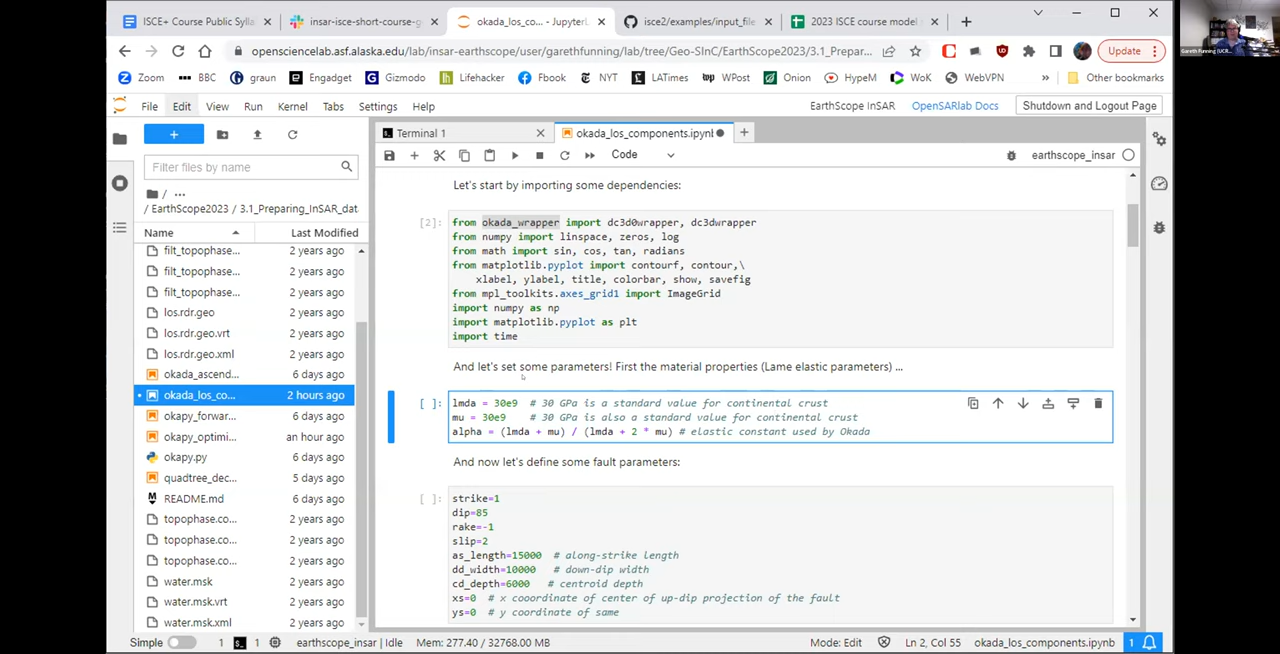 ISCE+ Course Public Sylla
insar-isce-short-course-g
okada_los_co... - JupyterL
isce2/examples/input_file
2023 ISCE course model
opensciencelab.asf.alaska.edu/lab/insar-earthscope/user/garethfunning/lab/tree/Geo-SInC/EarthScope2023/3.1_Prepar...
Update
Zoom
BBC
graun
Engadget
Gizmodo
Lifehacker
Fbook
NYT
LATimes
WPost
Onion
HypeM
WoK
WebVPN
Other bookmarks
File Edit View Run Kernel Tabs Settings Help
EarthScope InSAR
OpenSARlab Docs
Shutdown and Logout Page
Terminal 1
okada_los_components.ipynb
Code
earthscope_insar
Filter files by name
/ ...
/ EarthScope2023 / 3.1_Preparing_InSAR_data
Name Last Modified
filt_topophase... 2 years ago
filt_topophase... 2 years ago
filt_topophase... 2 years ago
los.rdr.geo 2 years ago
los.rdr.geo.vrt 2 years ago
los.rdr.geo.xml 2 years ago
okada_ascend... 6 days ago
okada_los_co... 2 hours ago
okapy_forwar... 6 days ago
okapy_optimi... an hour ago
okapy.py 6 days ago
quadtree_dec... 5 days ago
README.md 6 days ago
topophase.co... 2 years ago
topophase.co... 2 years ago
topophase.co... 2 years ago
water.msk 2 years ago
water.msk.vrt 2 years ago
water.msk.xml 2 years ago
Let's start by importing some dependencies:
[2]: from okada_wrapper import dc3d0wrapper, dc3dwrapper
from numpy import linspace, zeros, log
from math import sin, cos, tan, radians
from matplotlib.pyplot import contourf, contour,\
xlabel, ylabel, title, colorbar, show, savefig
from mpl_toolkits.axes_grid1 import ImageGrid
import numpy as np
import matplotlib.pyplot as plt
import time
And let's set some parameters! First the material properties (Lame elastic parameters) ...
[ ]: lmda = 30e9 # 30 GPa is a standard value for continental crust
mu = 30e9 # 30 GPa is also a standard value for continental crust
alpha = (lmda + mu) / (lmda + 2 * mu) # elastic constant used by Okada
And now let's define some fault parameters:
[ ]: strike=1
dip=85
rake=-1
slip=2
as_length=15000 # along-strike length
dd_width=10000 # down-dip width
cd_depth=6000 # centroid depth
xs=0 # x cooordinate of center of up-dip projection of the fault
ys=0 # y coordinate of same
Simple
1
1
earthscope_insar | Idle
Mem: 277.40 / 32768.00 MB
Mode: Edit
Ln 2, Col 55
okada_los_components.ipynb
1
Gareth Funning (UCR...